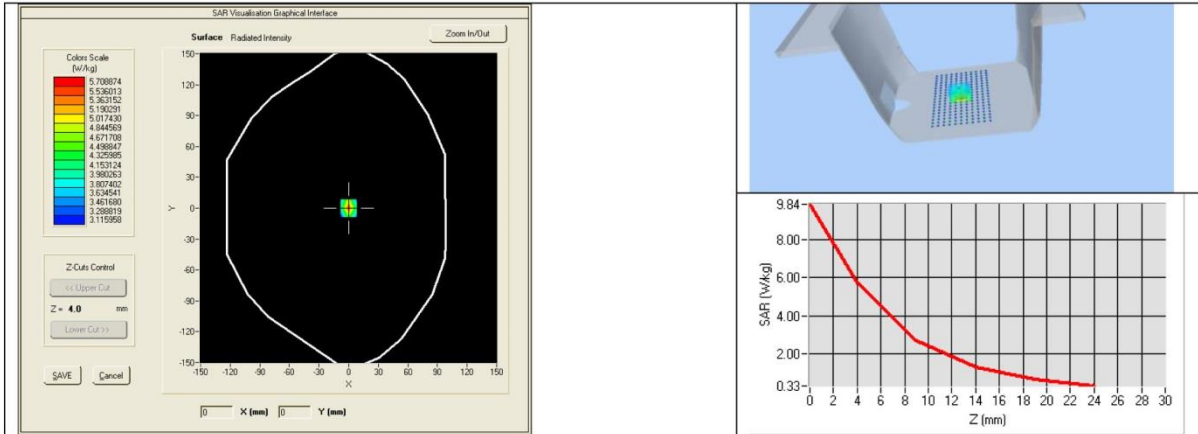 SAR Visualisation Graphical Interface
Surface Radiated Intensity
Zoom In/Out
Colors Scale
(W/kg)
5.708874
5.536013
5.363152
5.190291
5.017430
4.844569
4.671708
4.498847
4.325985
4.153124
3.980263
3.807402
3.634541
3.461680
3.288819
3.115958
Z-Cuts Control
<< Upper Cut
Z = 4.0 mm
Lower Cut >>
SAVE Cancel
150
120
90
60
30
0
-30
-60
-90
-120
-150
Y
-150 -120 -90 -60 -30 0 30 60 90 120 150
X
0 X (mm) 0 Y (mm)
9.84
8.00
6.00
4.00
2.00
0.33
SAR (W/kg)
0 2 4 6 8 10 12 14 16 18 20 22 24 26 28 30
Z (mm)